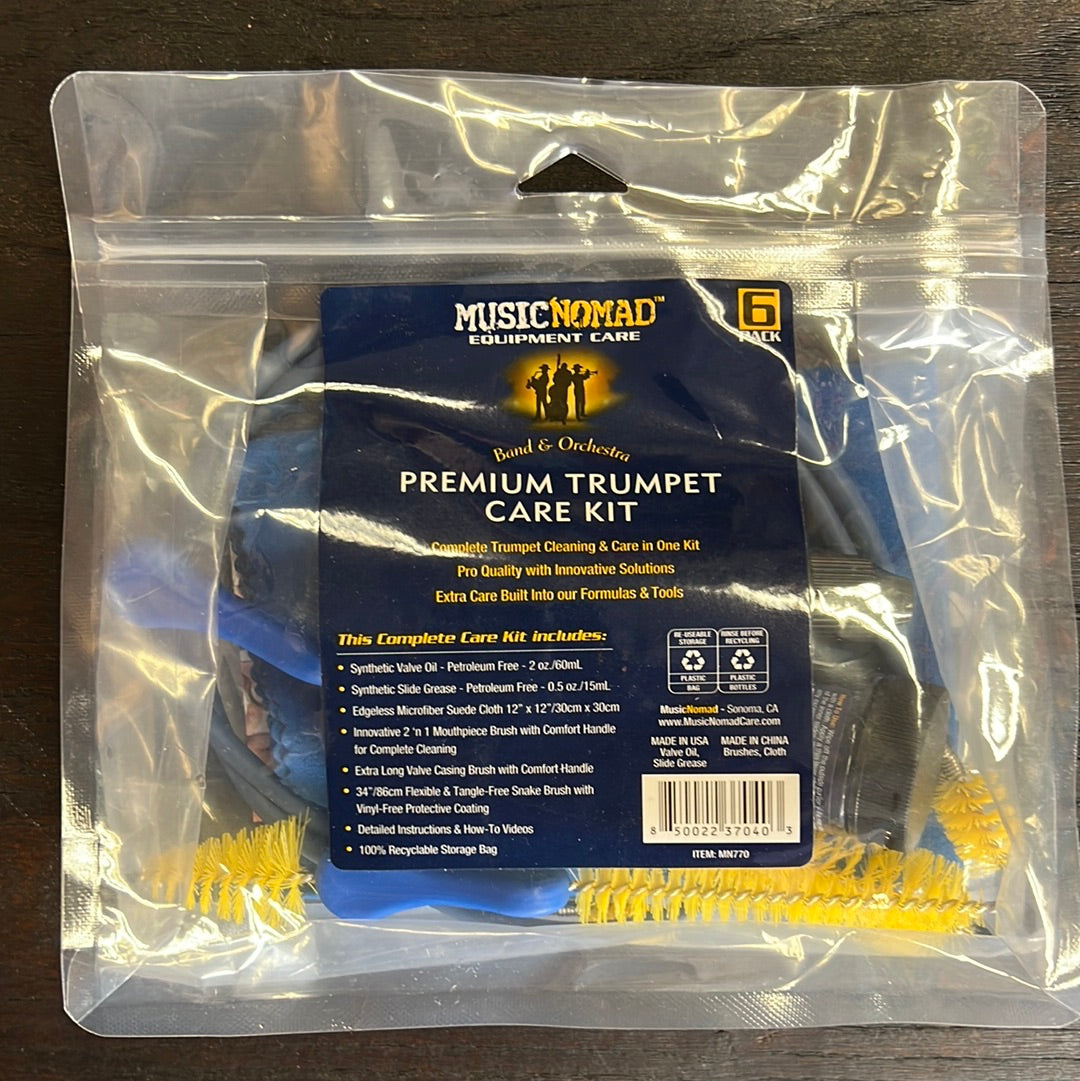 MUSICNOMAD™
EQUIPMENT CARE
6
PACK
Band & Orchestra
PREMIUM TRUMPET
CARE KIT
Complete Trumpet Cleaning & Care in One Kit
Pro Quality with Innovative Solutions
Extra Care Built Into our Formulas & Tools
This Complete Care Kit includes:
• Synthetic Valve Oil - Petroleum Free - 2 oz./60mL
• Synthetic Slide Grease - Petroleum Free - 0.5 oz./15mL
• Edgeless Microfiber Suede Cloth 12" x 12"/30cm x 30cm
• Innovative 2 'n 1 Mouthpiece Brush with Comfort Handle
for Complete Cleaning
• Extra Long Valve Casing Brush with Comfort Handle
• 34"/86cm Flexible & Tangle-Free Snake Brush with
Vinyl-Free Protective Coating
• Detailed Instructions & How-To Videos
• 100% Recyclable Storage Bag
RE-USEABLE
STORAGE
PLASTIC
BAG
RINSE BEFORE
RECYCLING
PLASTIC
BOTTLES
MusicNomad - Sonoma, CA
www.MusicNomadCare.com
MADE IN USA
Valve Oil,
Slide Grease
MADE IN CHINA
Brushes, Cloth
8 50022 37040 3
ITEM: MN770